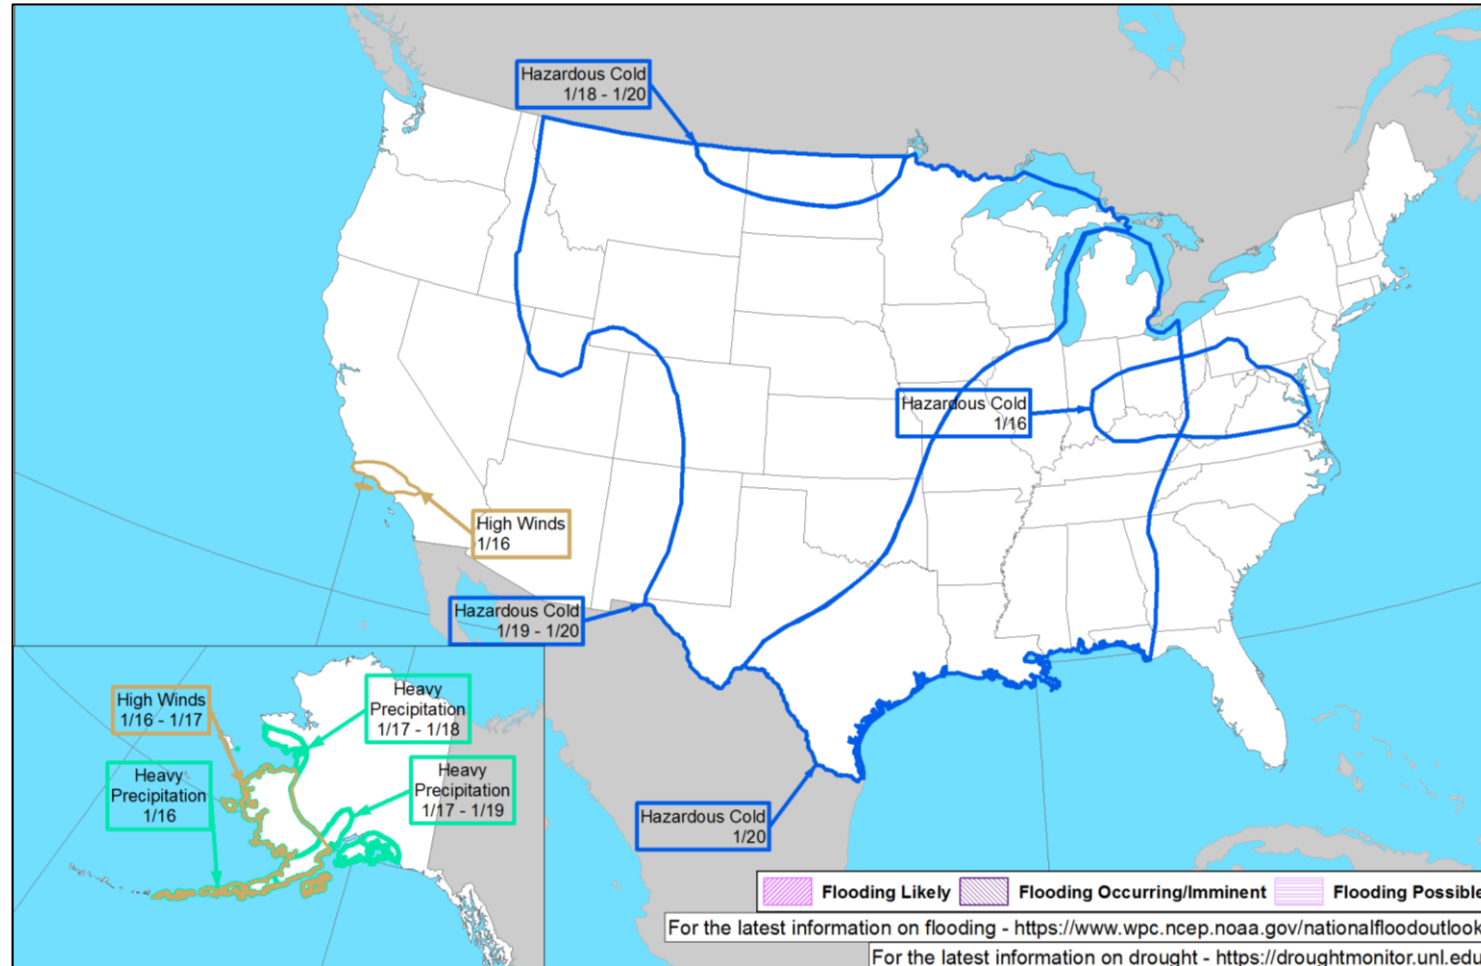 Hazardous Cold
1/18 - 1/20
Hazardous Cold
1/16
High Winds
1/16
Hazardous Cold
1/19 - 1/20
High Winds
1/16 - 1/17
Heavy
Precipitation
1/17 - 1/18
Heavy
Precipitation
1/16
Heavy
Precipitation
1/17 - 1/19
Hazardous Cold
1/20
Flooding Likely Flooding Occurring/Imminent Flooding Possible
For the latest information on flooding - https://www.wpc.ncep.noaa.gov/nationalfloodoutlook
For the latest information on drought - https://droughtmonitor.unl.edu